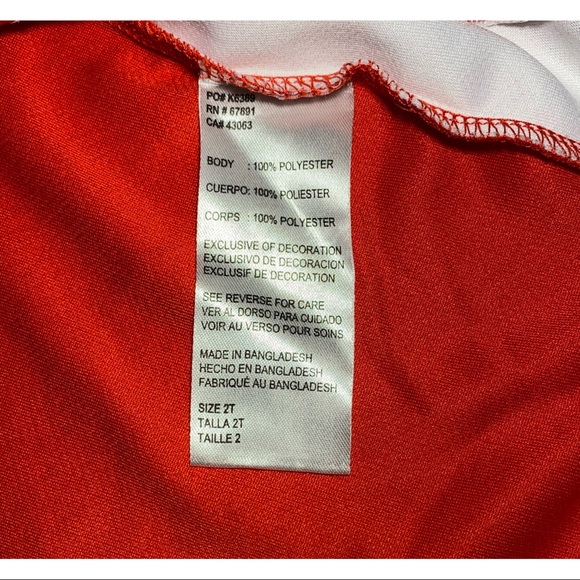 PO# K6389
RN # 67891
CA# 43063
BODY : 100% POLYESTER
CUERPO: 100% POLIESTER
CORPS : 100% POLYESTER
EXCLUSIVE OF DECORATION
EXCLUSIVO DE DECORACION
EXCLUSIF DE DECORATION
SEE REVERSE FOR CARE
VER AL DORSO PARA CUIDADO
VOIR AU VERSO POUR SOINS
MADE IN BANGLADESH
HECHO EN BANGLADESH
FABRIQUÉ AU BANGLADESH
SIZE 2T
TALLA 2T
TAILLE 2